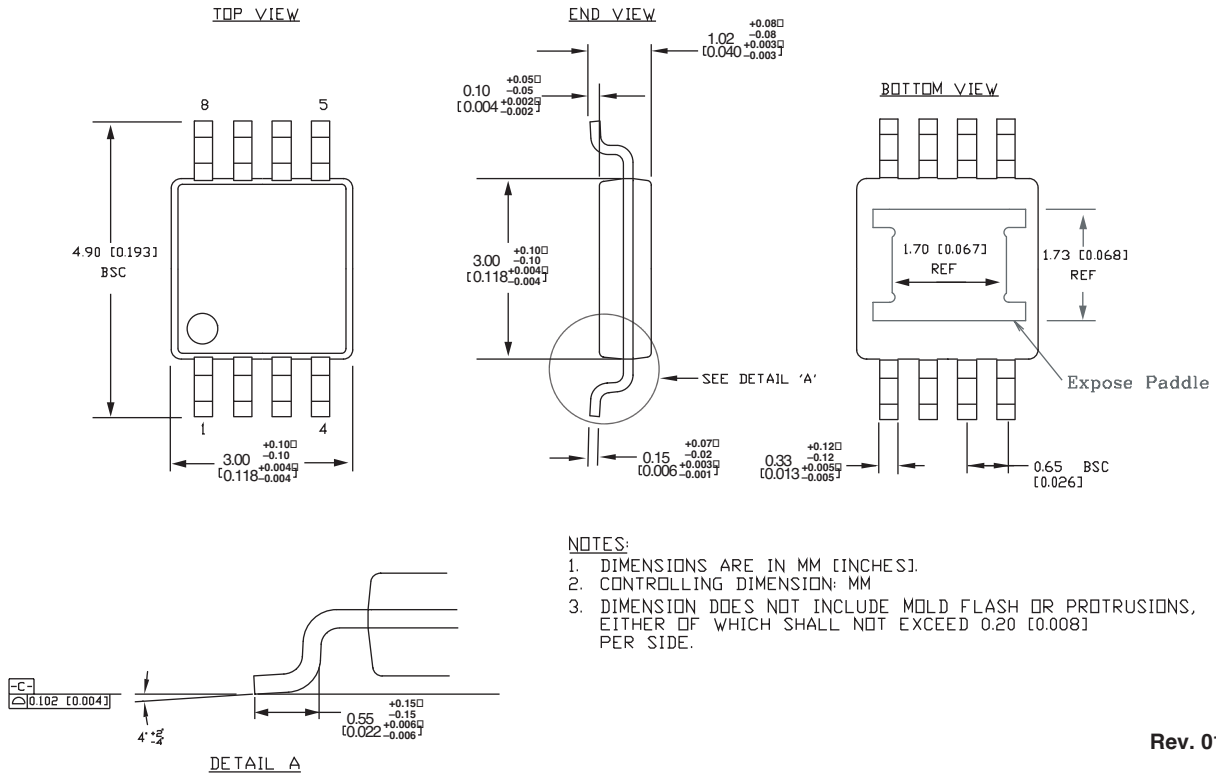 TOP VIEW
END VIEW
BOTTOM VIEW
8
5
4.90 [0.193]
BSC
1
4
3.00 +0.10 -0.10
[0.118 +0.004 -0.004]
1.02 +0.08 -0.08
[0.040 +0.003 -0.003]
0.10 +0.05 -0.05
[0.004 +0.002 -0.002]
3.00 +0.10 -0.10
[0.118 +0.004 -0.004]
SEE DETAIL 'A'
0.15 +0.07 -0.02
[0.006 +0.003 -0.001]
1.70 [0.067]
REF
1.73 [0.068]
REF
Expose Paddle
0.33 +0.12 -0.12
[0.013 +0.005 -0.005]
0.65 BSC
[0.026]
NOTES:
1. DIMENSIONS ARE IN MM [INCHES].
2. CONTROLLING DIMENSION: MM
3. DIMENSION DOES NOT INCLUDE MOLD FLASH OR PROTRUSIONS,
EITHER OF WHICH SHALL NOT EXCEED 0.20 [0.008]
PER SIDE.
-C-
0.102 [0.004]
4°
0.55 +0.15 -0.15
[0.022 +0.006 -0.006]
DETAIL A
Rev. 0